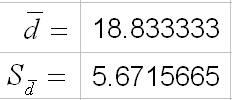 d̅ = 18.833333
S_d̅ = 5.6715665